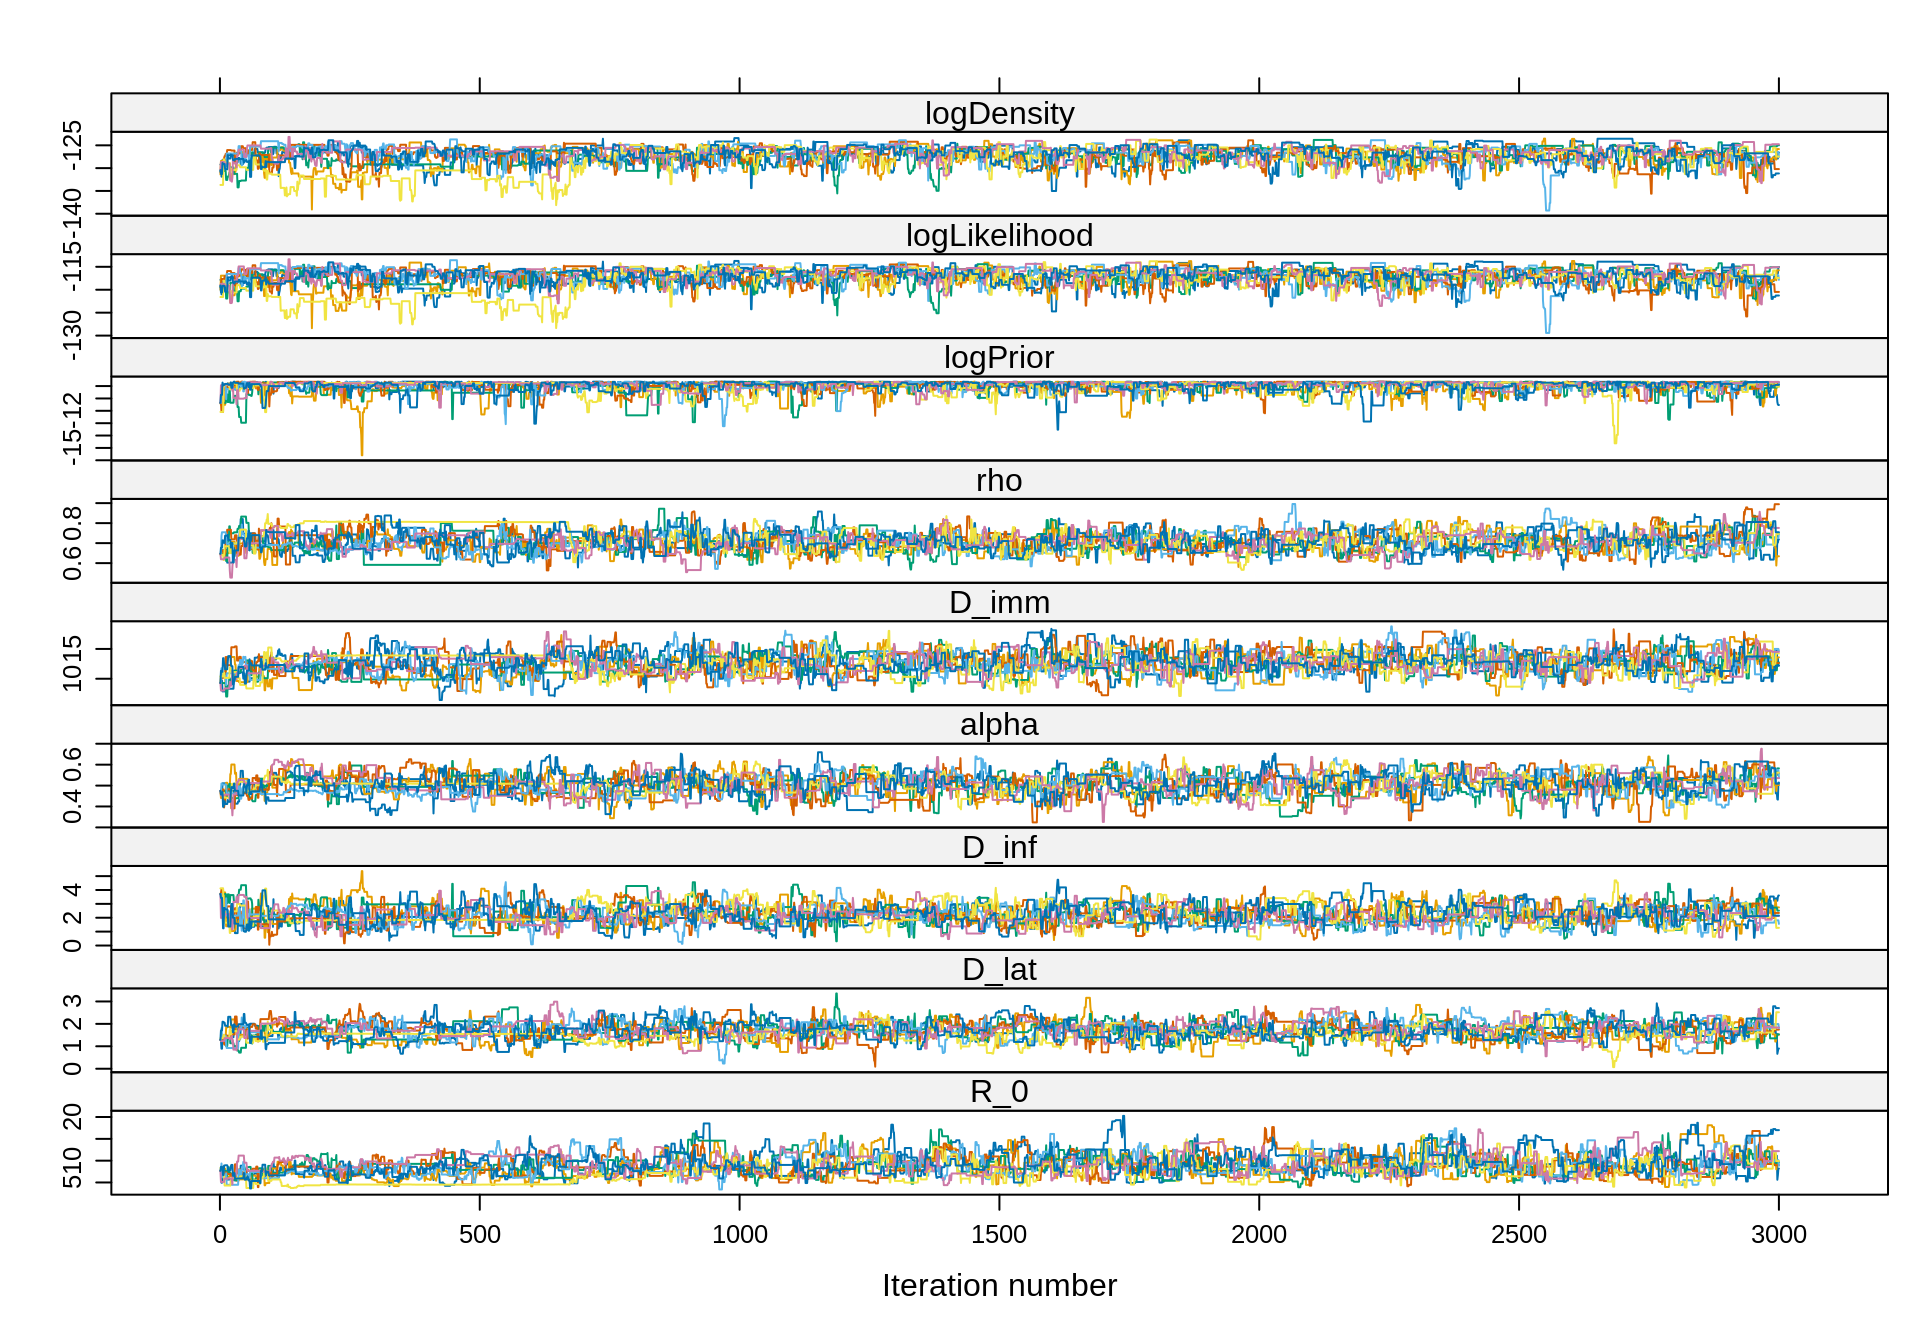 logDensity
-140 -125
logLikelihood
-130 -115
logPrior
-15 -12
rho
0.6 0.8
D_imm
10 15
alpha
0.4 0.6
D_inf
0 2 4
D_lat
0 1 2 3
R_0
5 10 20
0 500 1000 1500 2000 2500 3000
Iteration number